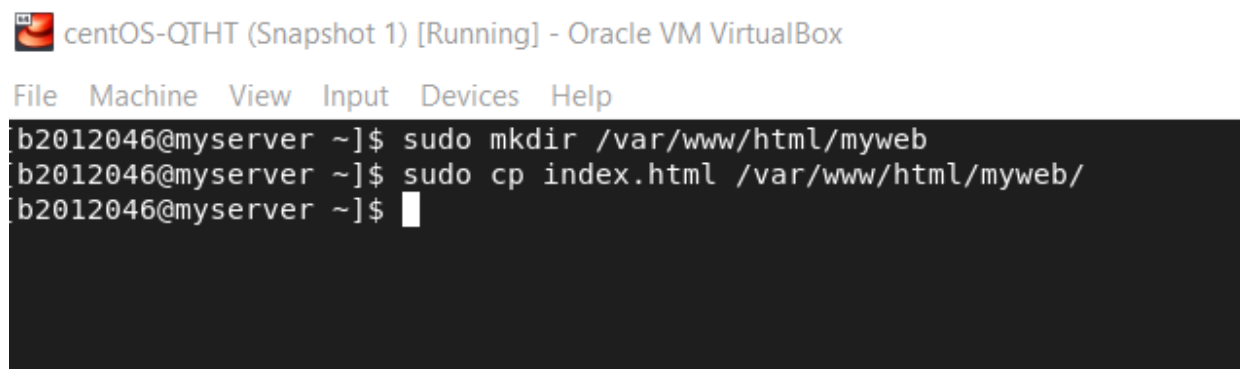 centOS-QTHT (Snapshot 1) [Running] - Oracle VM VirtualBox
File Machine View Input Devices Help
[b2012046@myserver ~]$ sudo mkdir /var/www/html/myweb
[b2012046@myserver ~]$ sudo cp index.html /var/www/html/myweb/
[b2012046@myserver ~]$